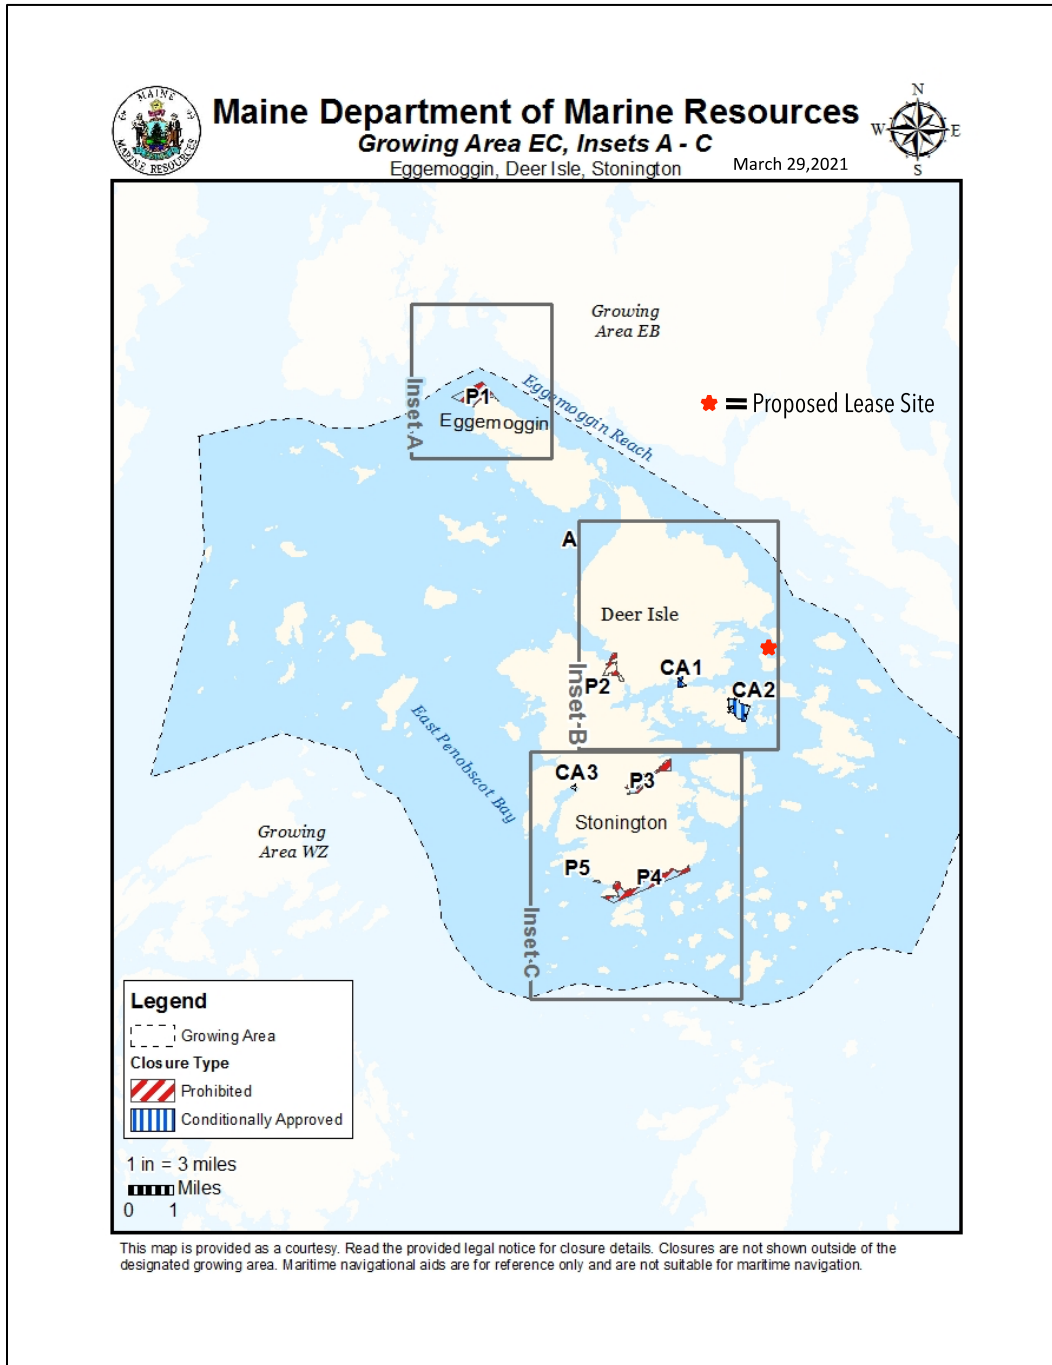 MAINE
MARINE RESOURCES
Maine Department of Marine Resources
Growing Area EC, Insets A - C
Eggemoggin, Deer Isle, Stonington
March 29,2021
N
W
E
S
Growing
Area EB
Inset-A
P1
Eggemoggin
Eggemoggin Reach
= Proposed Lease Site
A
Deer Isle
Inset-B
P2
CA1
CA2
East Penobscot Bay
CA3
P3
Stonington
Growing
Area WZ
P5
P4
Inset-C
Legend
Growing Area
Closure Type
Prohibited
Conditionally Approved
1 in = 3 miles
Miles
0 1
This map is provided as a courtesy. Read the provided legal notice for closure details. Closures are not shown outside of the
designated growing area. Maritime navigational aids are for reference only and are not suitable for maritime navigation.